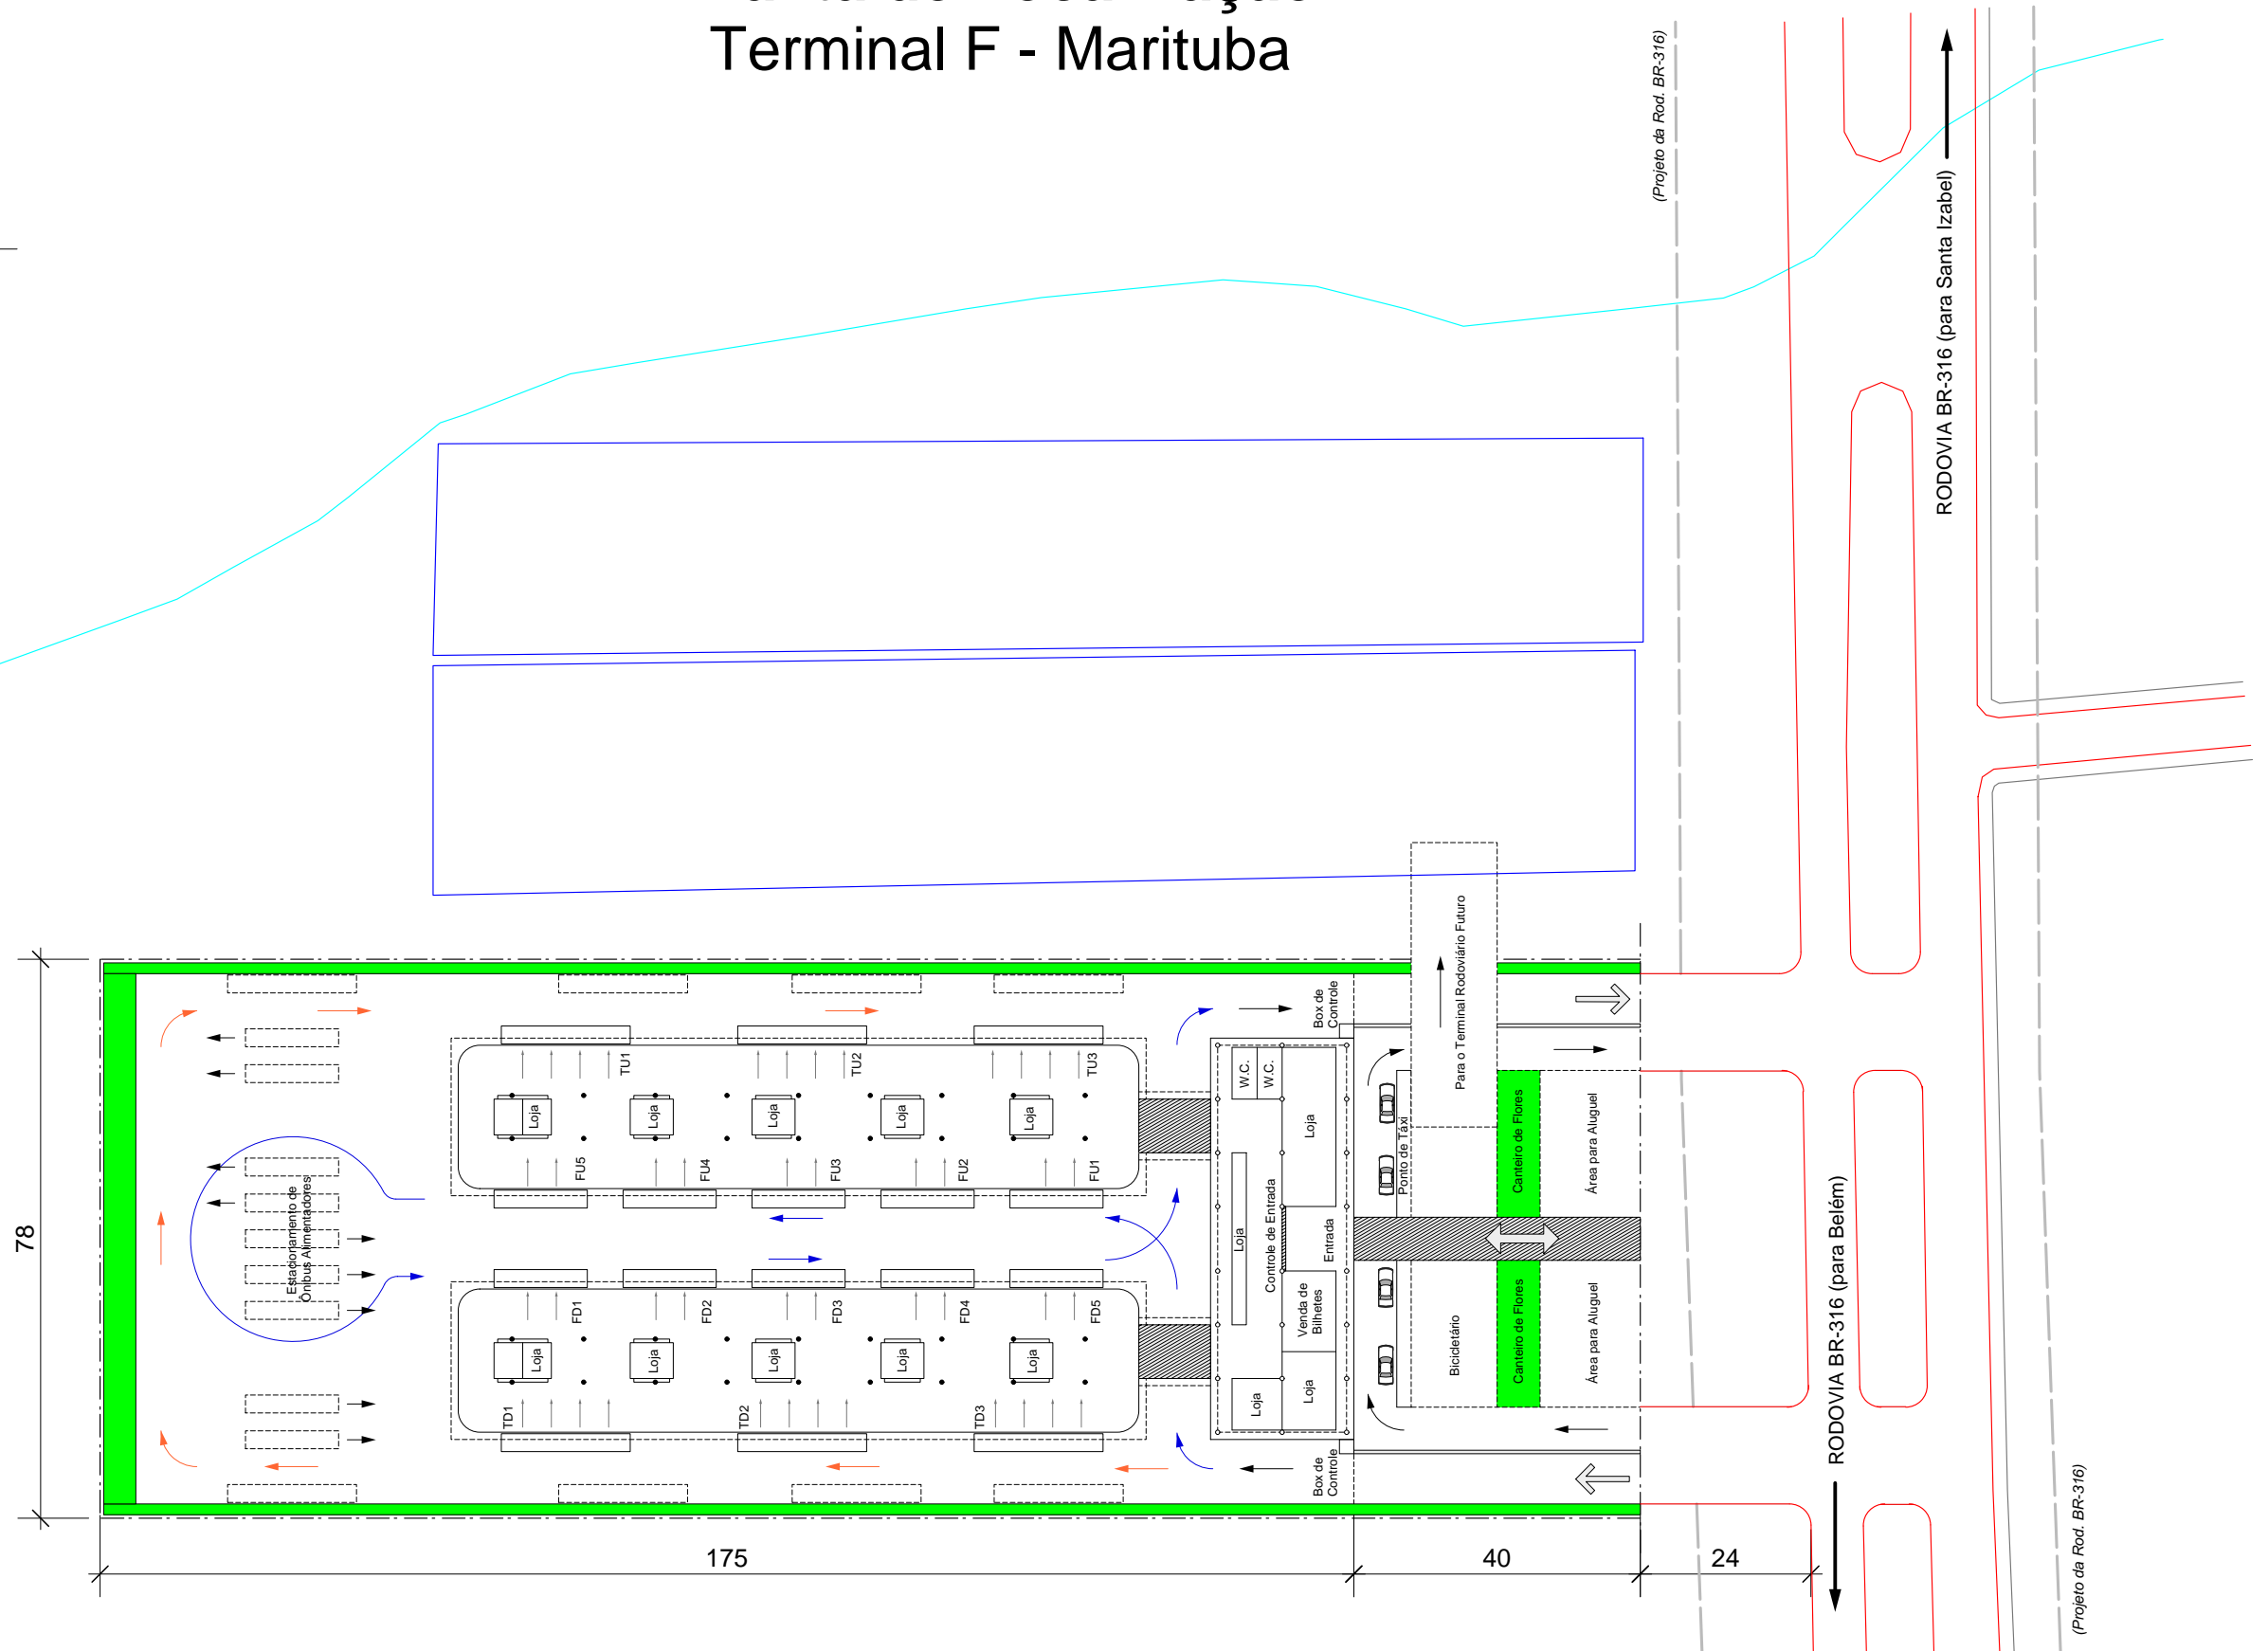 Terminal F - Marituba
(Projeto da Rod. BR-316)
RODOVIA BR-316 (para Santa Izabel)
Para o Terminal Rodoviário Futuro
Box de
Controle
TU1
TU2
TU3
Loja
Loja
Loja
Loja
Loja
W.C.
W.C.
Loja
Ponto de Táxi
Canteiro de Flores
Área para Aluguel
FU5
FU4
FU3
FU2
FU1
Estacionamento de
Ônibus Alimentadores
78
Loja
Controle de Entrada
Entrada
FD1
FD2
FD3
FD4
FD5
Venda de
Bilhetes
Bicicletário
Canteiro de Flores
Área para Aluguel
Loja
Loja
Loja
Loja
Loja
Loja
Loja
TD1
TD2
TD3
Box de
Controle
RODOVIA BR-316 (para Belém)
(Projeto da Rod. BR-316)
175
40
24